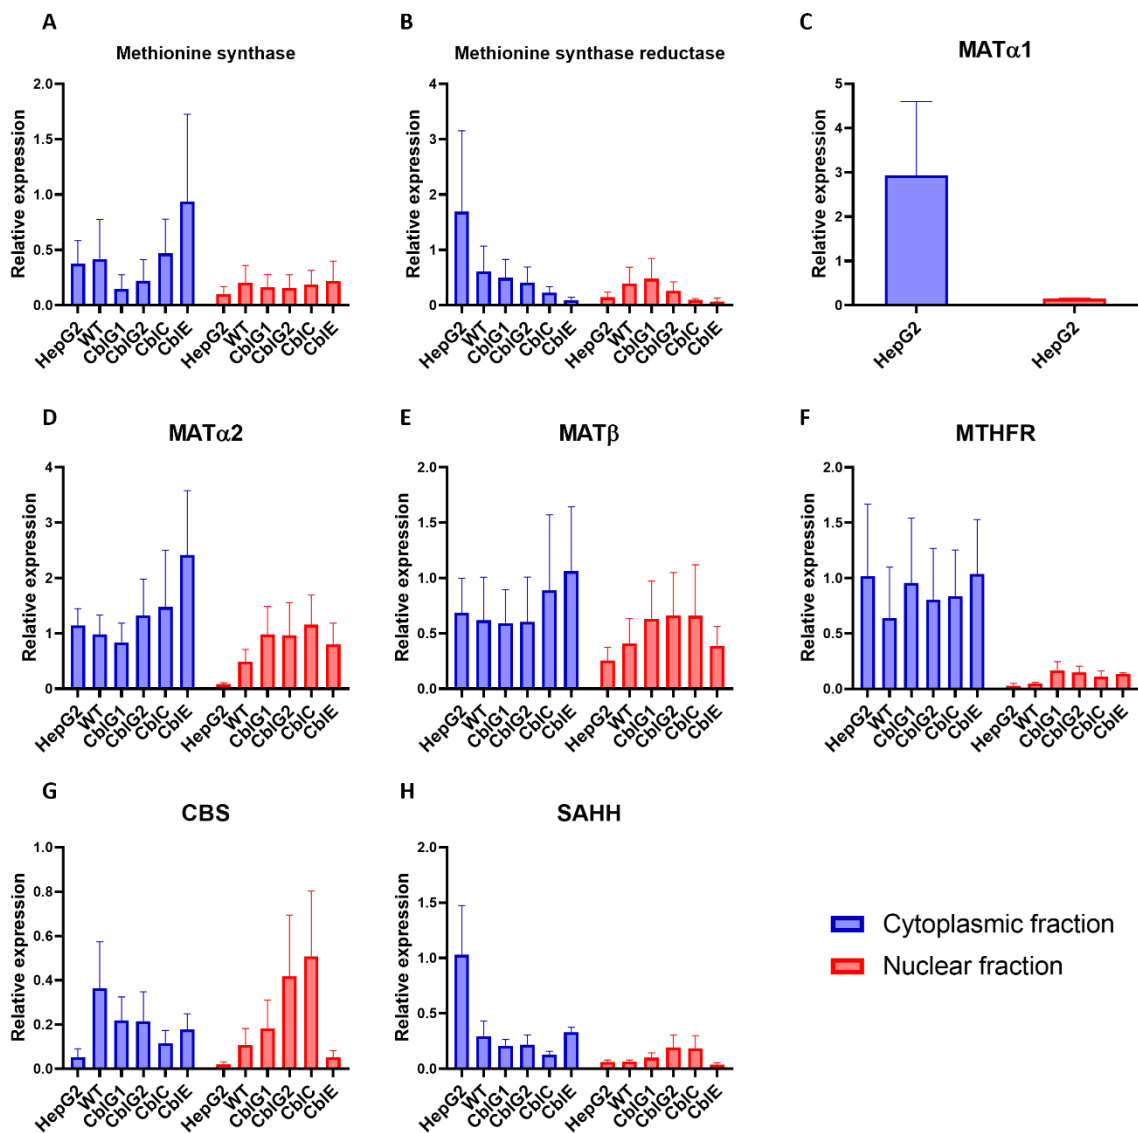 A
Methionine synthase
Relative expression
2.0
1.5
1.0
0.5
0.0
HepG2
WT
CblG1
CblG2
CblC
CblE
HepG2
WT
CblG1
CblG2
CblC
CblE
B
Methionine synthase reductase
Relative expression
4
3
2
1
0
HepG2
WT
CblG1
CblG2
CblC
CblE
HepG2
WT
CblG1
CblG2
CblC
CblE
C
MATα1
Relative expression
5
4
3
2
1
0
HepG2
HepG2
D
MATα2
Relative expression
4
3
2
1
0
HepG2
WT
CblG1
CblG2
CblC
CblE
HepG2
WT
CblG1
CblG2
CblC
CblE
E
MATβ
Relative expression
2.0
1.5
1.0
0.5
0.0
HepG2
WT
CblG1
CblG2
CblC
CblE
HepG2
WT
CblG1
CblG2
CblC
CblE
F
MTHFR
Relative expression
2.0
1.5
1.0
0.5
0.0
HepG2
WT
CblG1
CblG2
CblC
CblE
HepG2
WT
CblG1
CblG2
CblC
CblE
G
CBS
Relative expression
1.0
0.8
0.6
0.4
0.2
0.0
HepG2
WT
CblG1
CblG2
CblC
CblE
HepG2
WT
CblG1
CblG2
CblC
CblE
H
SAHH
Relative expression
2.0
1.5
1.0
0.5
0.0
HepG2
WT
CblG1
CblG2
CblC
CblE
HepG2
WT
CblG1
CblG2
CblC
CblE
Cytoplasmic fraction
Nuclear fraction